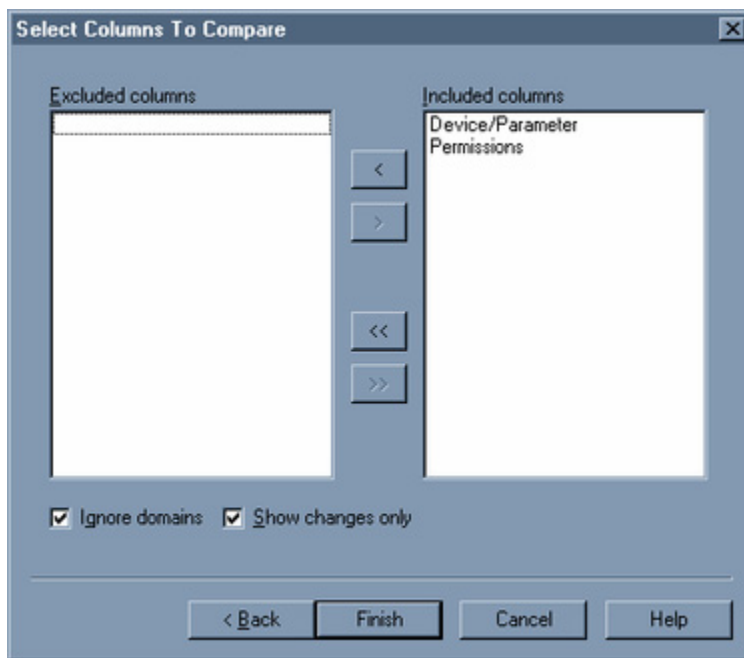 Select Columns To Compare
Excluded columns
Included columns
Device/Parameter
Permissions
<
>
<<
>>
Ignore domains
Show changes only
< Back
Finish
Cancel
Help